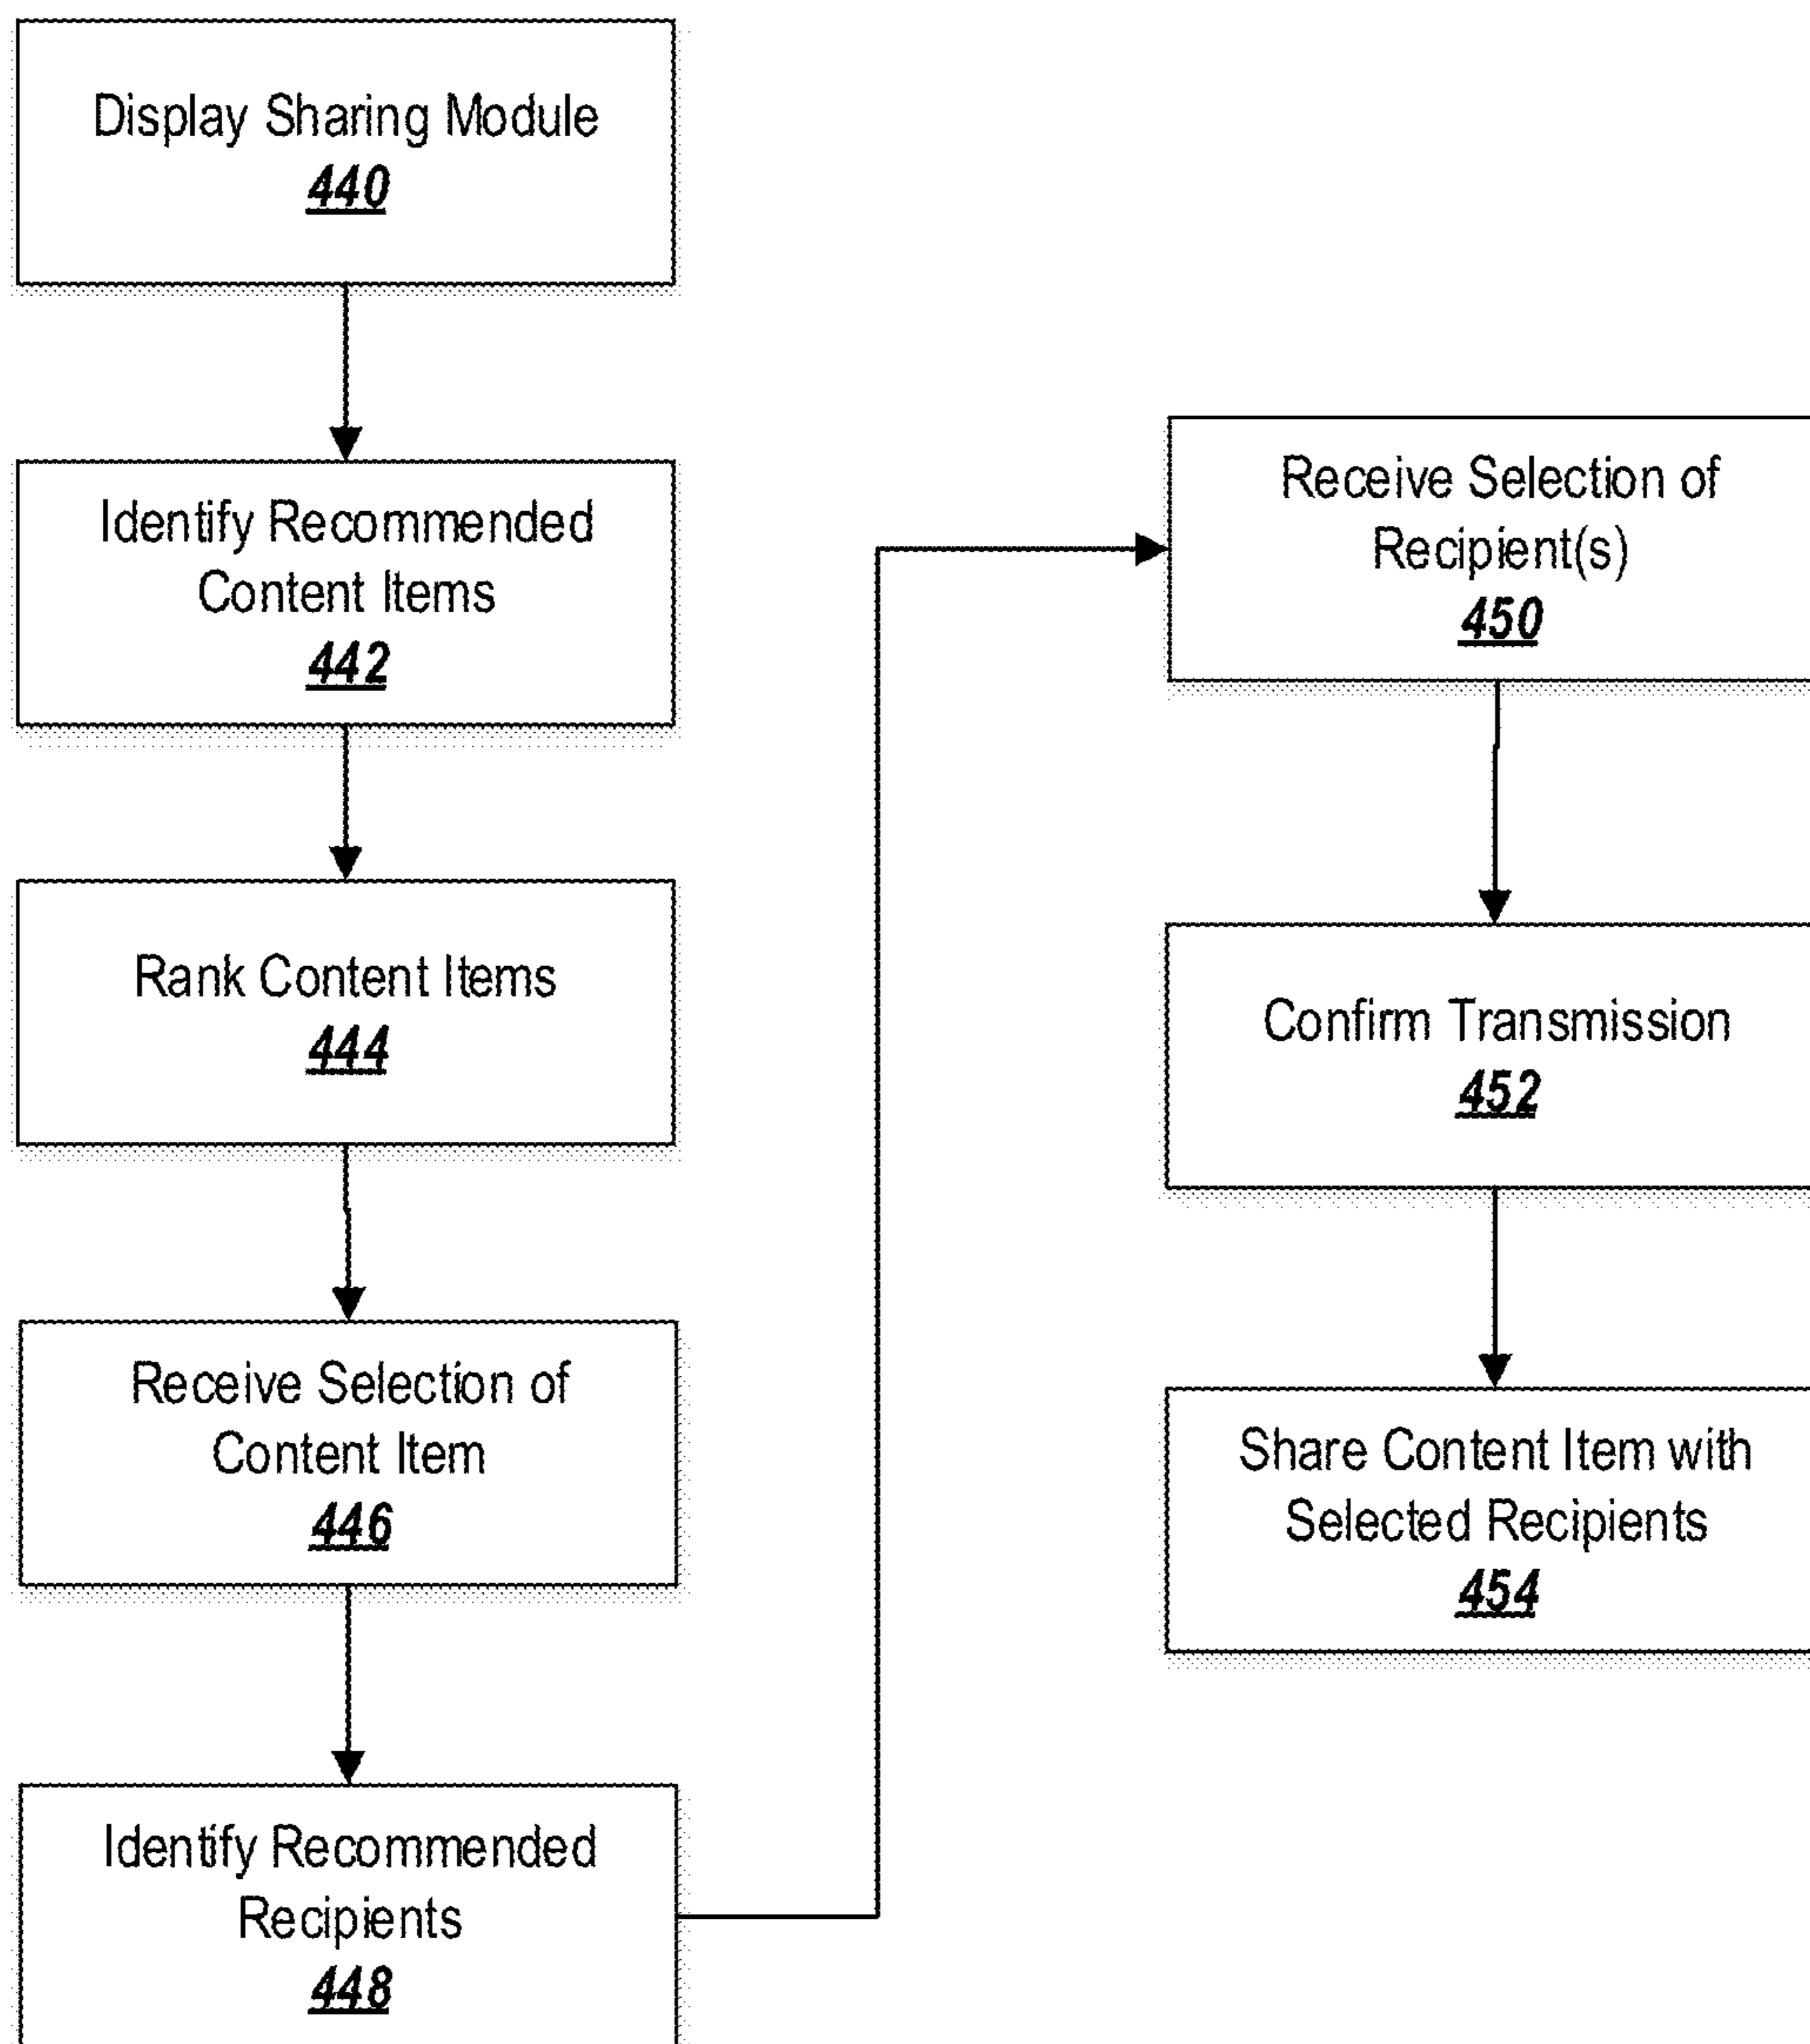 Display Sharing Module
440
Identify Recommended
Content Items
442
Rank Content Items
444
Receive Selection of
Content Item
446
Identify Recommended
Recipients
448
Receive Selection of
Recipient(s)
450
Confirm Transmission
452
Share Content Item with
Selected Recipients
454